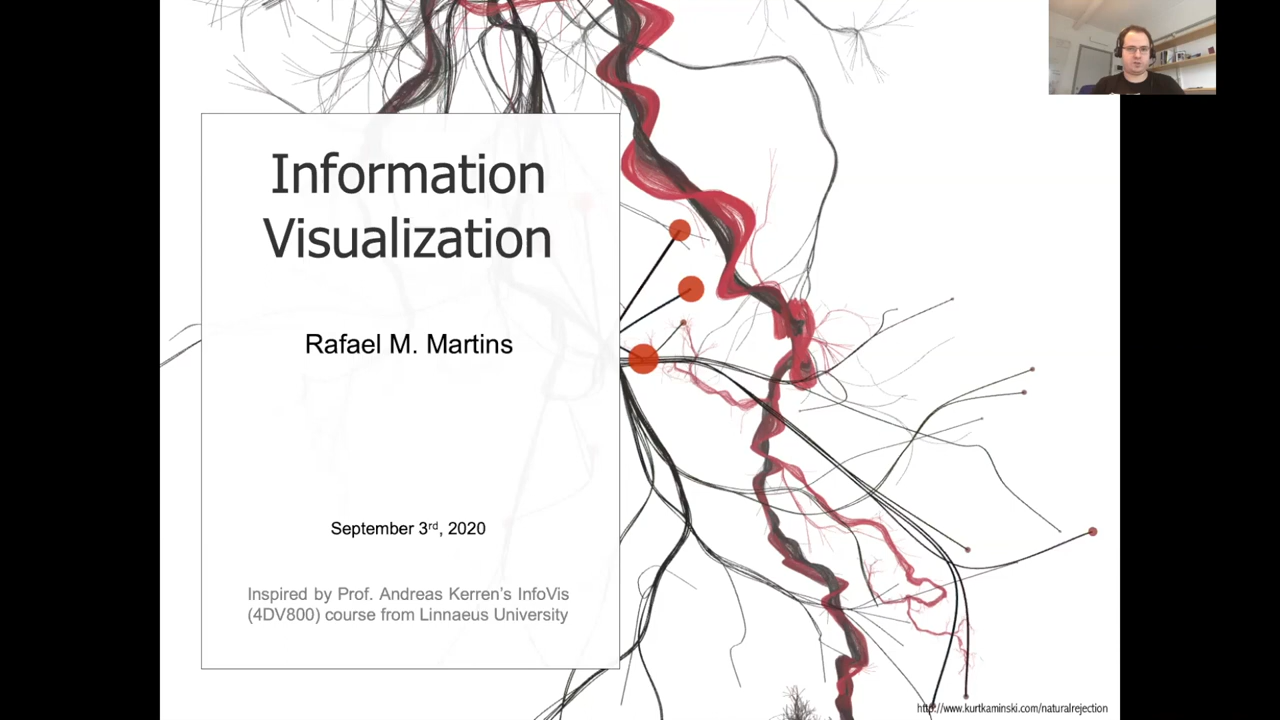 Information
Visualization
Rafael M. Martins
September 3rd, 2020
Inspired by Prof. Andreas Kerren's InfoVis
(4DV800) course from Linnaeus University
http://www.kurtkaminski.com/naturalrejection